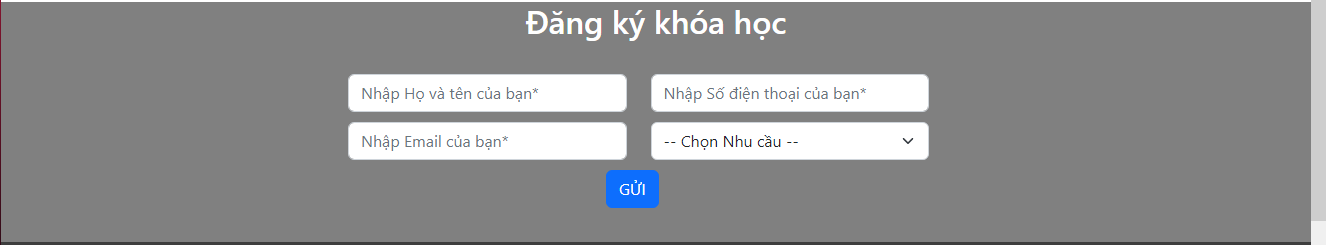 Đăng ký khóa học
Nhập Họ và tên của bạn*
Nhập Số điện thoại của bạn*
Nhập Email của bạn*
-- Chọn Nhu cầu --
GỬI